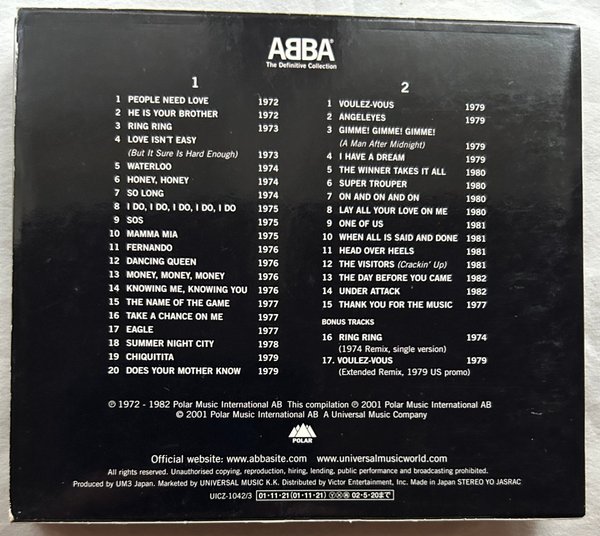 ABBA®
The Definitive Collection
1
1 PEOPLE NEED LOVE 1972
2 HE IS YOUR BROTHER 1972
3 RING RING 1973
4 LOVE ISN'T EASY
(But It Sure Is Hard Enough) 1973
5 WATERLOO 1974
6 HONEY, HONEY 1974
7 SO LONG 1974
8 I DO, I DO, I DO, I DO, I DO 1975
9 SOS 1975
10 MAMMA MIA 1975
11 FERNANDO 1976
12 DANCING QUEEN 1976
13 MONEY, MONEY, MONEY 1976
14 KNOWING ME, KNOWING YOU 1976
15 THE NAME OF THE GAME 1977
16 TAKE A CHANCE ON ME 1977
17 EAGLE 1977
18 SUMMER NIGHT CITY 1978
19 CHIQUITITA 1979
20 DOES YOUR MOTHER KNOW 1979
2
1 VOULEZ-VOUS 1979
2 ANGELEYES 1979
3 GIMME! GIMME! GIMME!
(A Man After Midnight) 1979
4 I HAVE A DREAM 1979
5 THE WINNER TAKES IT ALL 1980
6 SUPER TROUPER 1980
7 ON AND ON AND ON 1980
8 LAY ALL YOUR LOVE ON ME 1980
9 ONE OF US 1981
10 WHEN ALL IS SAID AND DONE 1981
11 HEAD OVER HEELS 1981
12 THE VISITORS (Crackin' Up) 1981
13 THE DAY BEFORE YOU CAME 1982
14 UNDER ATTACK 1982
15 THANK YOU FOR THE MUSIC 1977
BONUS TRACKS
16 RING RING 1974
(1974 Remix, single version)
17. VOULEZ-VOUS 1979
(Extended Remix, 1979 US promo)
℗ 1972 - 1982 Polar Music International AB This compilation ℗ 2001 Polar Music International AB
© 2001 Polar Music International AB A Universal Music Company
POLAR
Official website: www.abbasite.com www.universalmusicworld.com
All rights reserved. Unauthorised copying, reproduction, hiring, lending, public performance and broadcasting prohibited.
Produced by UM3 Japan. Marketed by UNIVERSAL MUSIC K.K. Distributed by Victor Entertainment, Inc. Made in Japan STEREO YO JASRAC
UICZ-1042/3 01･11･21(01･11･21) 02･5･20まで